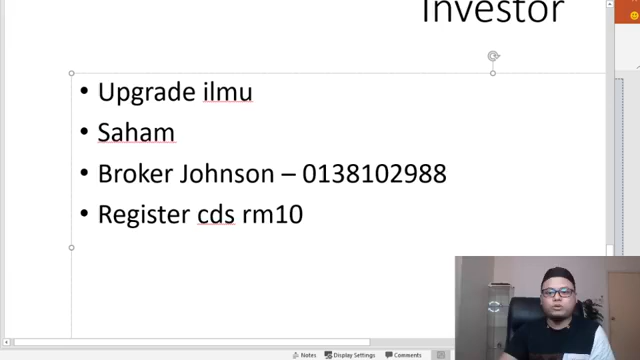 Investor
• Upgrade ilmu
• Saham
• Broker Johnson – 0138102988
• Register cds rm10
Notes Display Settings Comments